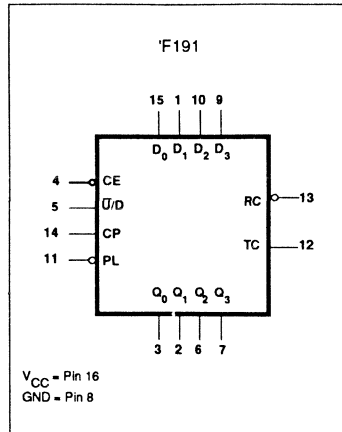 'F191
15 1 10 9
D0 D1 D2 D3
4 CE
5 U̅/D
RC 13
14 CP
TC 12
11 PL
Q0 Q1 Q2 Q3
3 2 6 7
VCC = Pin 16
GND = Pin 8